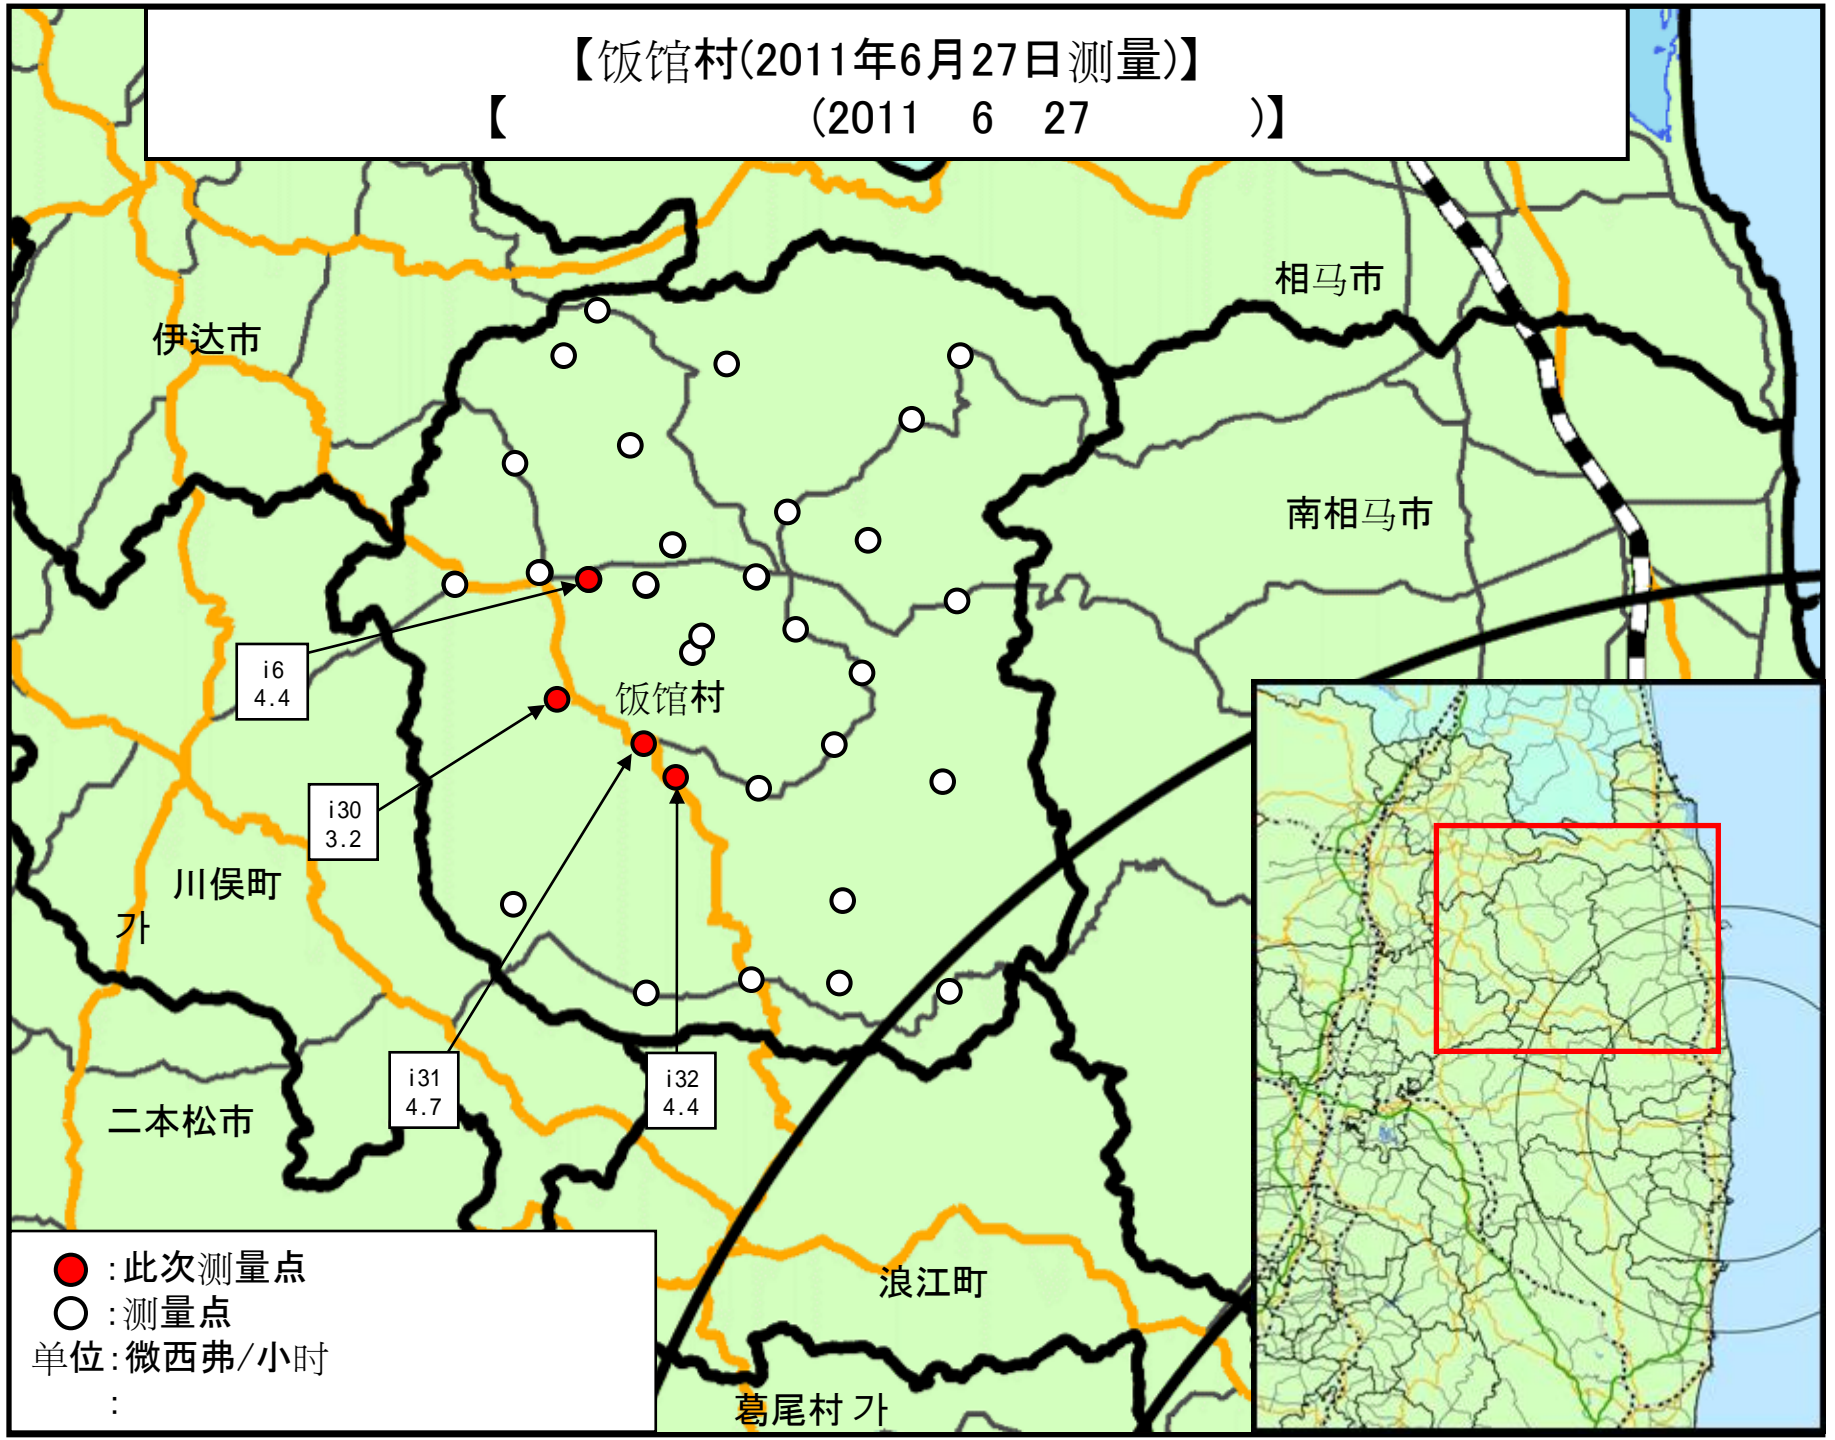 【饭馆村(2011年6月27日测量)】
【 (2011 6 27 )】
相马市
伊达市
南相马市
i6
4.4
饭馆村
i30
3.2
川俣町
가
i31
4.7
i32
4.4
二本松市
:此次测量点
:测量点
单位:微西弗/小时
:
浪江町
葛尾村 가